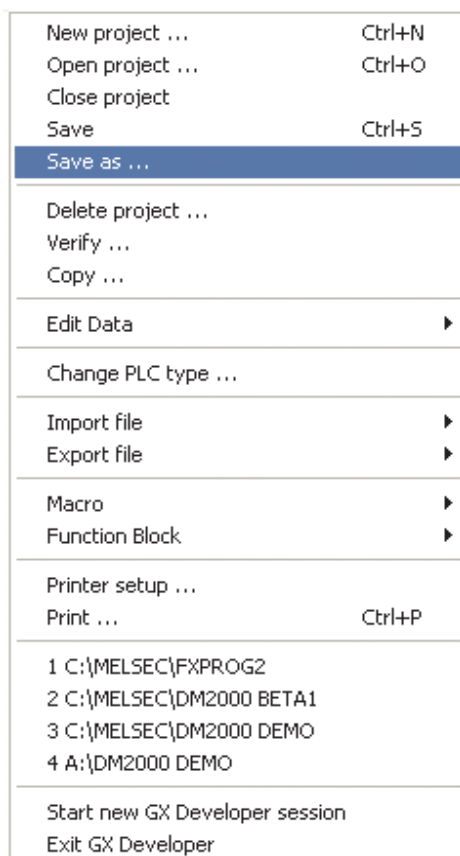 New project ... Ctrl+N
Open project ... Ctrl+O
Close project
Save Ctrl+S
Save as ...
Delete project ...
Verify ...
Copy ...
Edit Data
Change PLC type ...
Import file
Export file
Macro
Function Block
Printer setup ...
Print ... Ctrl+P
1 C:\MELSEC\FXPROG2
2 C:\MELSEC\DM2000 BETA1
3 C:\MELSEC\DM2000 DEMO
4 A:\DM2000 DEMO
Start new GX Developer session
Exit GX Developer